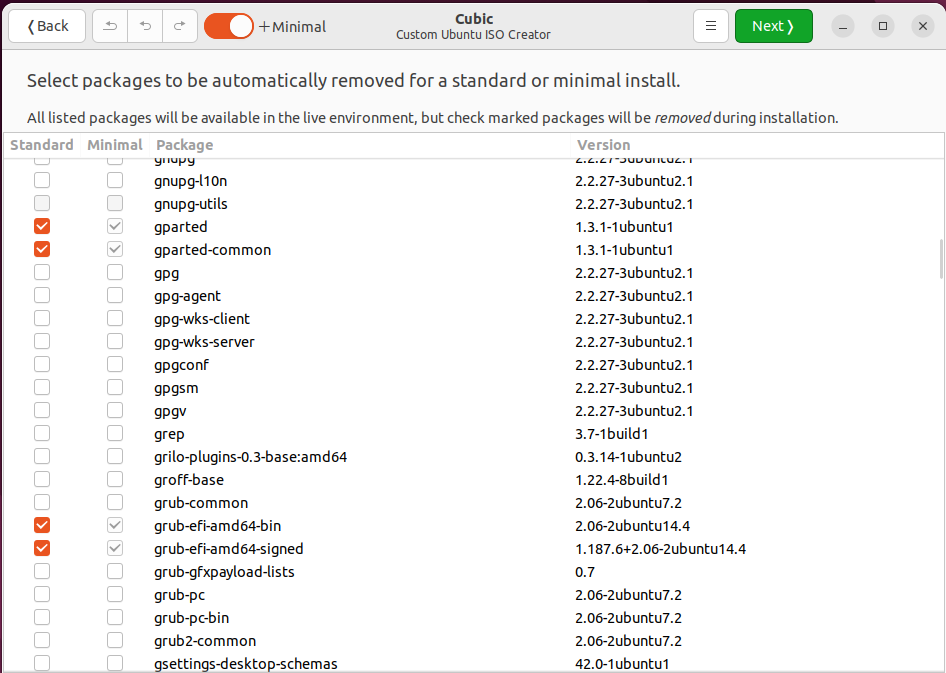 ❬Back
Minimal
Cubic
Custom Ubuntu ISO Creator
Next❭
Select packages to be automatically removed for a standard or minimal install.
All listed packages will be available in the live environment, but check marked packages will be removed during installation.
Standard Minimal Package Version
gnupg 2.2.27-3ubuntu2.1
gnupg-l10n 2.2.27-3ubuntu2.1
gnupg-utils 2.2.27-3ubuntu2.1
gparted 1.3.1-1ubuntu1
gparted-common 1.3.1-1ubuntu1
gpg 2.2.27-3ubuntu2.1
gpg-agent 2.2.27-3ubuntu2.1
gpg-wks-client 2.2.27-3ubuntu2.1
gpg-wks-server 2.2.27-3ubuntu2.1
gpgconf 2.2.27-3ubuntu2.1
gpgsm 2.2.27-3ubuntu2.1
gpgv 2.2.27-3ubuntu2.1
grep 3.7-1build1
grilo-plugins-0.3-base:amd64 0.3.14-1ubuntu2
groff-base 1.22.4-8build1
grub-common 2.06-2ubuntu7.2
grub-efi-amd64-bin 2.06-2ubuntu14.4
grub-efi-amd64-signed 1.187.6+2.06-2ubuntu14.4
grub-gfxpayload-lists 0.7
grub-pc 2.06-2ubuntu7.2
grub-pc-bin 2.06-2ubuntu7.2
grub2-common 2.06-2ubuntu7.2
gsettings-desktop-schemas 42.0-1ubuntu1